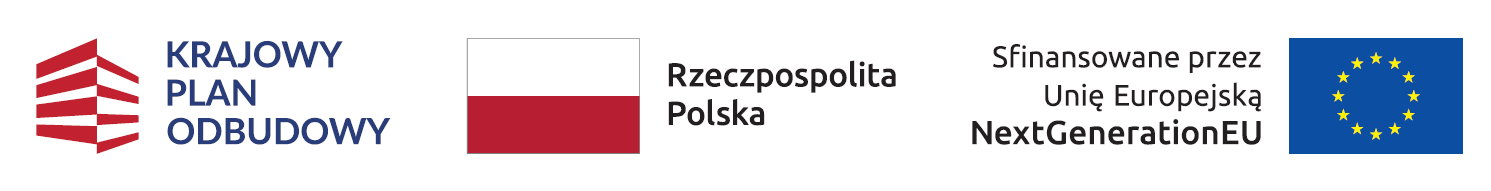 KRAJOWY
PLAN
ODBUDOWY
Rzeczpospolita
Polska
Sfinansowane przez
Unię Europejską
NextGenerationEU